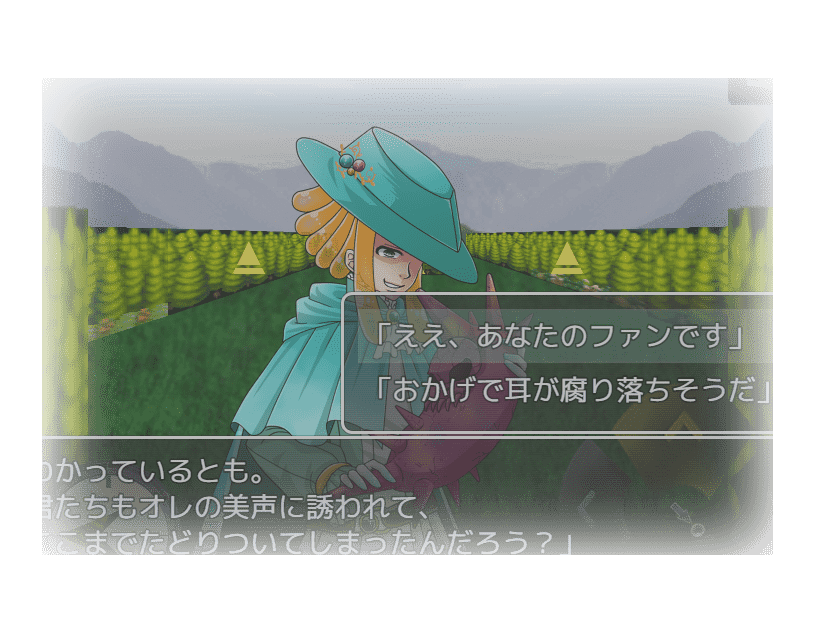 「ええ、あなたのファンです」
「おかげで耳が腐り落ちそうだ」
わかっているとも。
君たちもオレの美声に誘われて、
ここまでたどりついてしまったんだろう？」